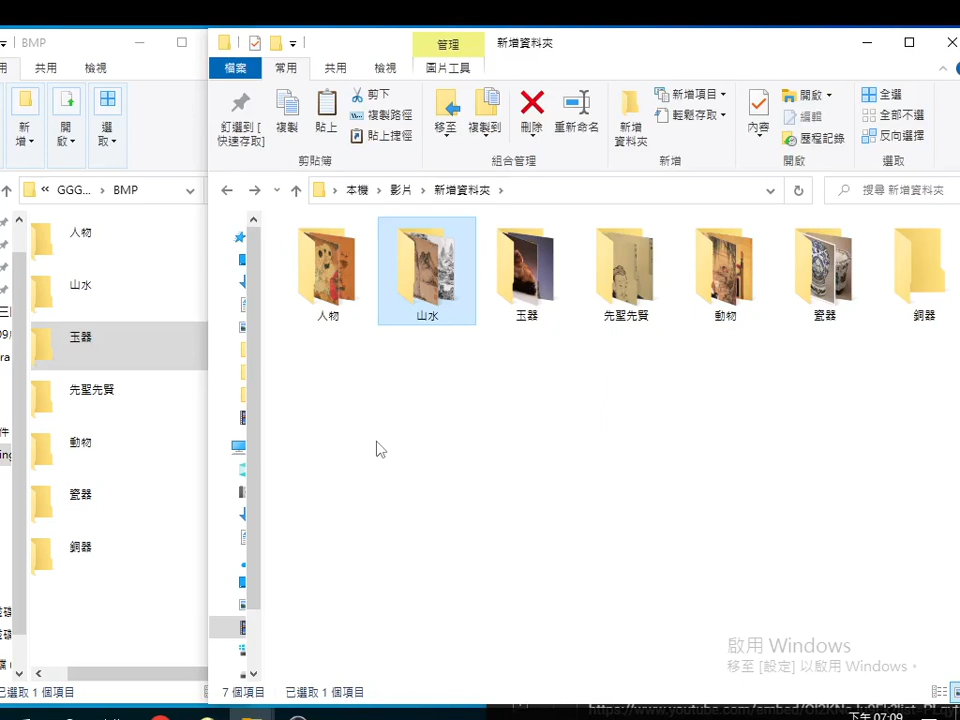 BMP
共用
檢視
新增
開啟
選取
GGG...
BMP
人物
山水
玉器
先聖先賢
動物
瓷器
銅器
已選取 1 個項目
管理
新增資料夾
檔案
常用
共用
檢視
圖片工具
釘選到 [
快速存取]
複製
貼上
剪下
複製路徑
貼上捷徑
剪貼簿
移至
複製到
刪除
重新命名
組合管理
新增
資料夾
新增項目
輕鬆存取
新增
內容
開啟
編輯
歷程記錄
開啟
全選
全部不選
反向選擇
選取
本機
影片
新增資料夾
搜尋 新增資料夾
人物
山水
玉器
先聖先賢
動物
瓷器
銅器
啟用 Windows
移至 [設定] 以啟用 Windows。
7 個項目
已選取 1 個項目
下午 07:09